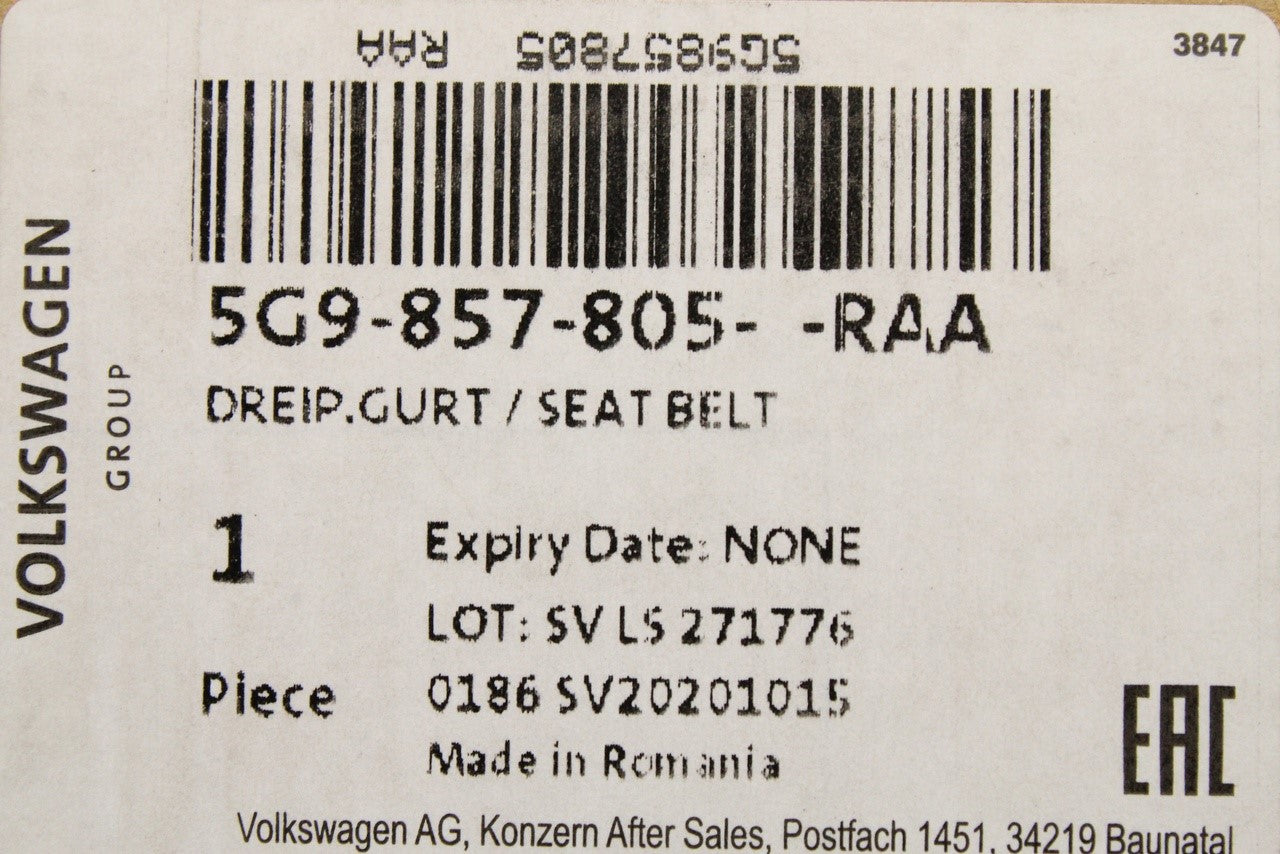 5G9857805 RAA
3847
5G9-857-805- -RAA
DREIP.GURT / SEAT BELT
1
Expiry Date: NONE
LOT: SV LS 271776
Piece
0186 SV20201015
Made in Romania
EAC
Volkswagen AG, Konzern After Sales, Postfach 1451, 34219 Baunatal
VOLKSWAGEN
GROUP